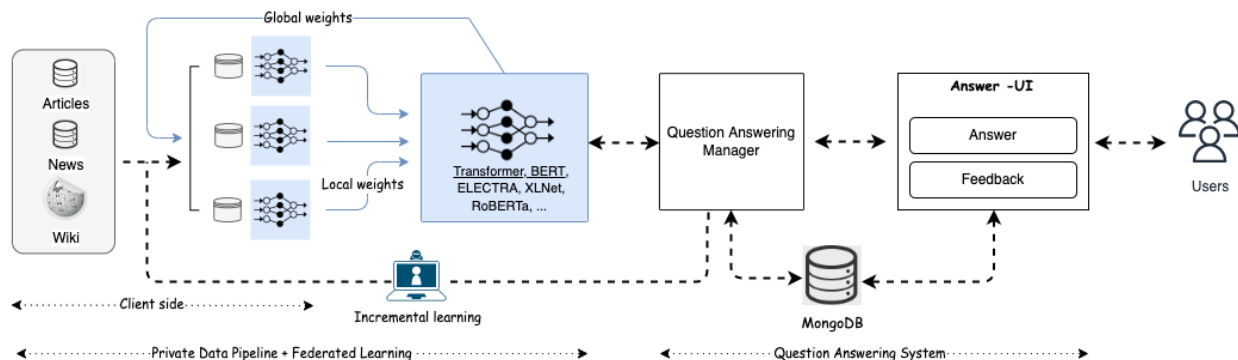 Global weights
Articles
News
Wiki
Local weights
Transformer, BERT,
ELECTRA, XLNet,
RoBERTa, ...
Question Answering
Manager
Answer -UI
Answer
Feedback
Users
Incremental learning
MongoDB
Client side
Private Data Pipeline + Federated Learning
Question Answering System